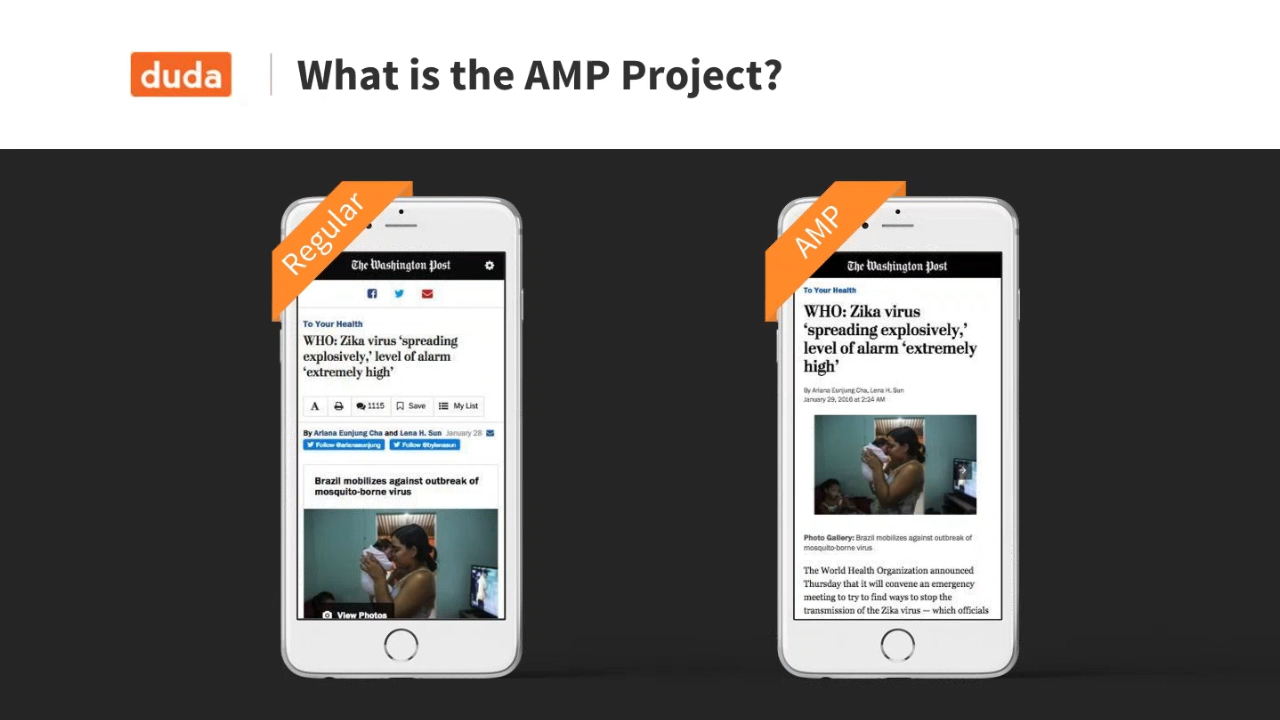 duda
What is the AMP Project?
Regular
The Washington Post
To Your Health
WHO: Zika virus ‘spreading
explosively,’ level of alarm
‘extremely high’
A
1115
Save
My List
By Ariana Eunjung Cha and Lena H. Sun January 28
Follow @arianaeunjung
Follow @bylenasun
Brazil mobilizes against outbreak of
mosquito-borne virus
View Photos
AMP
The Washington Post
To Your Health
WHO: Zika virus
‘spreading explosively,’
level of alarm ‘extremely
high’
By Ariana Eunjung Cha, Lena H. Sun
January 29, 2016 at 2:24 AM
Photo Gallery: Brazil mobilizes against outbreak of
mosquito-borne virus
The World Health Organization announced
Thursday that it will convene an emergency
meeting to try to find ways to stop the
transmission of the Zika virus — which officials